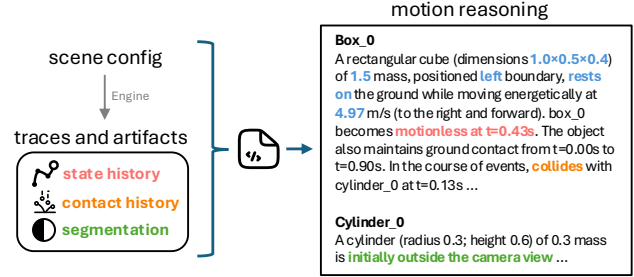 motion reasoning
scene config
Engine
traces and artifacts
state history
contact history
segmentation
</>
Box_0
A rectangular cube (dimensions 1.0×0.5×0.4)
of 1.5 mass, positioned left boundary, rests
on the ground while moving energetically at
4.97 m/s (to the right and forward). box_0
becomes motionless at t=0.43s. The object
also maintains ground contact from t=0.00s to
t=0.90s. In the course of events, collides with
cylinder_0 at t=0.13s ...
Cylinder_0
A cylinder (radius 0.3; height 0.6) of 0.3 mass
is initially outside the camera view ...